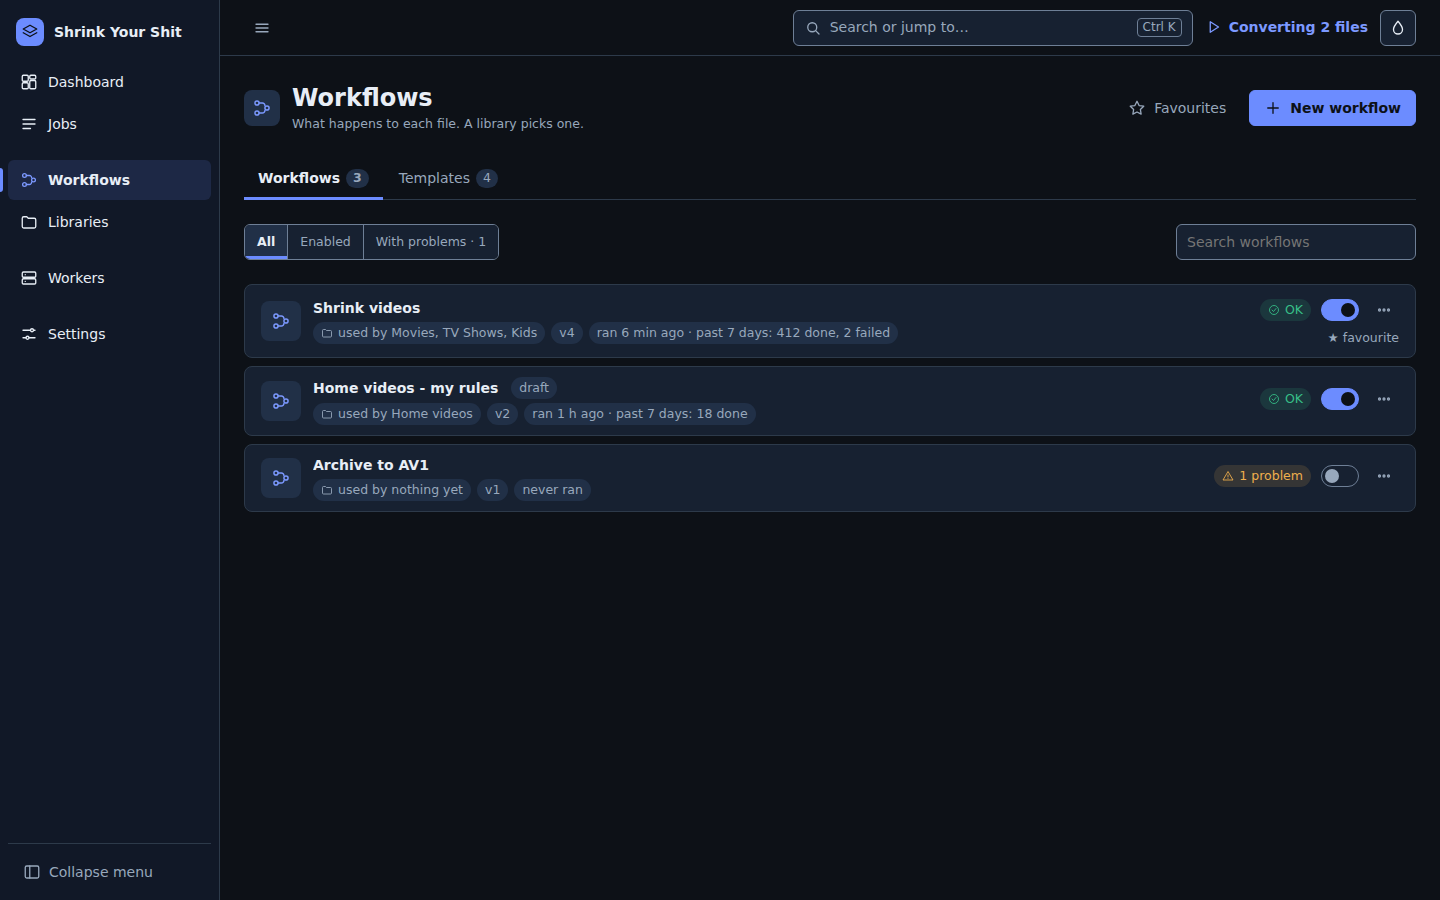 Shrink Your Shit
Search or jump to...
Ctrl K
Converting 2 files
Dashboard
Jobs
Workflows
Libraries
Workers
Settings
Collapse menu
Workflows
What happens to each file. A library picks one.
Favourites
New workflow
Workflows 3
Templates 4
All
Enabled
With problems · 1
Search workflows
Shrink videos
used by Movies, TV Shows, Kids
v4
ran 6 min ago · past 7 days: 412 done, 2 failed
OK
★ favourite
Home videos - my rules
draft
used by Home videos
v2
ran 1 h ago · past 7 days: 18 done
OK
Archive to AV1
used by nothing yet
v1
never ran
1 problem